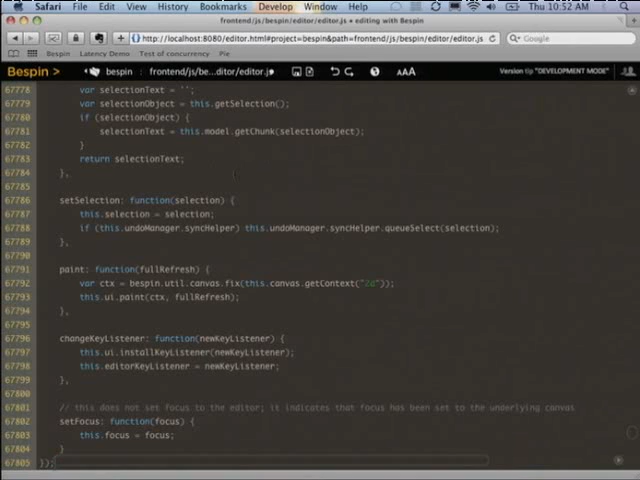 Safari File Edit View History Bookmarks Develop Window Help Thu 10:52 AM
frontend/js/bespin/editor/editor.js • editing with Bespin
http://localhost:8080/editor.html#project=bespin&path=frontend/js/bespin/editor/editor.js
Google
Bespin Latency Demo Test of concurrency Pie
Bespin > bespin frontend/js/be...ditor/editor.js AAA Version tip "DEVELOPMENT MODE"
67778 var selectionText = '';
67779 var selectionObject = this.getSelection();
67780 if (selectionObject) {
67781 selectionText = this.model.getChunk(selectionObject);
67782 }
67783 return selectionText;
67784 },
67785
67786 setSelection: function(selection) {
67787 this.selection = selection;
67788 if (this.undoManager.syncHelper) this.undoManager.syncHelper.queueSelect(selection);
67789 },
67790
67791 paint: function(fullRefresh) {
67792 var ctx = bespin.util.canvas.fix(this.canvas.getContext("2d"));
67793 this.ui.paint(ctx, fullRefresh);
67794 },
67795
67796 changeKeyListener: function(newKeyListener) {
67797 this.ui.installKeyListener(newKeyListener);
67798 this.editorKeyListener = newKeyListener;
67799 },
67800
67801 // this does not set focus to the editor; it indicates that focus has been set to the underlying canvas
67802 setFocus: function(focus) {
67803 this.focus = focus;
67804 }
67805 });